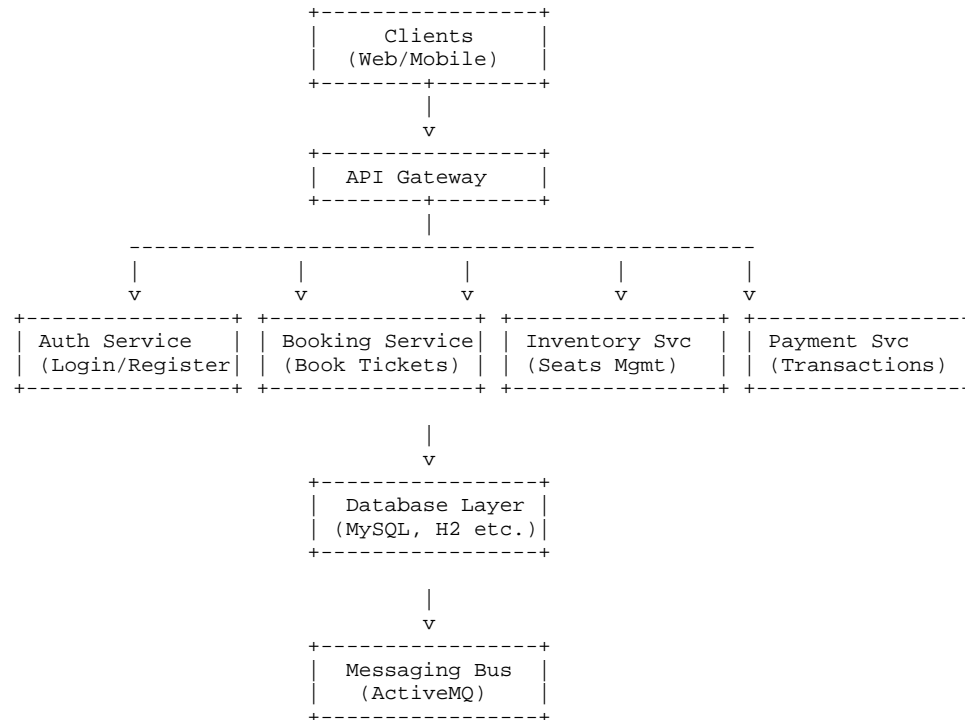 Clients
(Web/Mobile)
API Gateway
Auth Service
(Login/Register
Booking Service
(Book Tickets)
Inventory Svc
(Seats Mgmt)
Payment Svc
(Transactions)
Database Layer
(MySQL, H2 etc.)
Messaging Bus
(ActiveMQ)